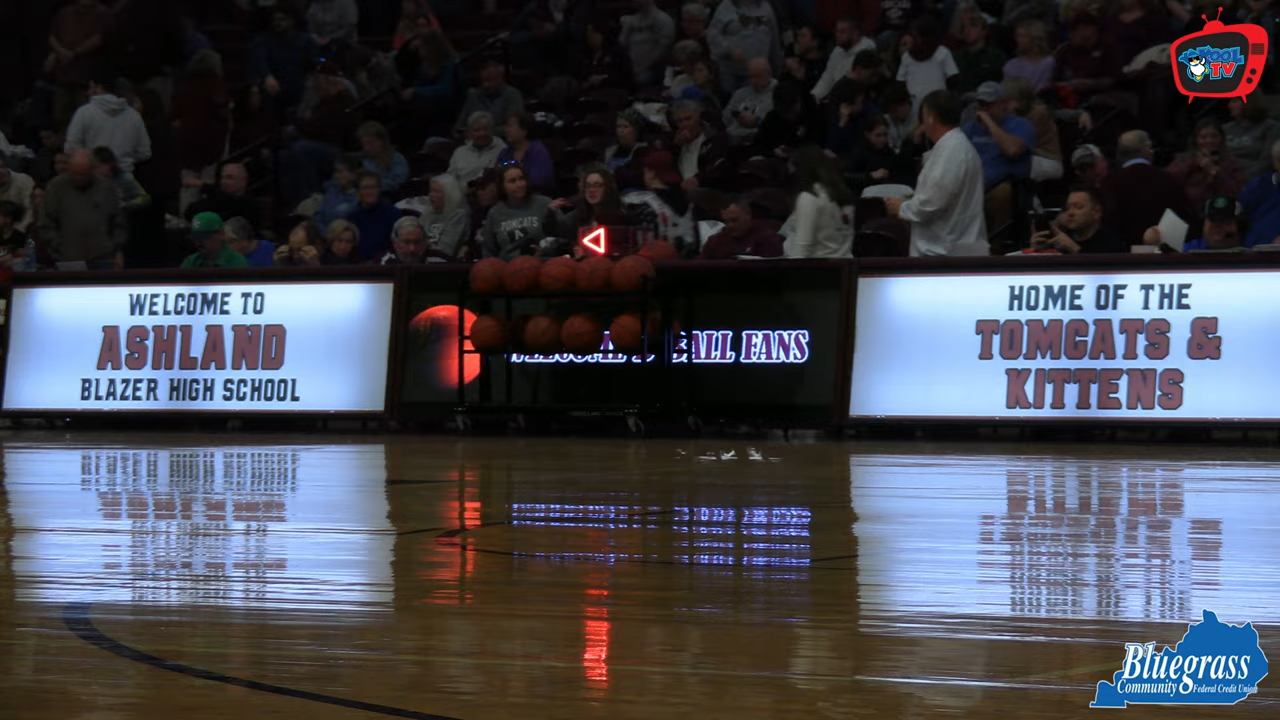 KOOL
TV
TOMCATS
A
WELCOME TO
ASHLAND
BLAZER HIGH SCHOOL
BALL FANS
HOME OF THE
TOMCATS &
KITTENS
Bluegrass
Community Federal Credit Union